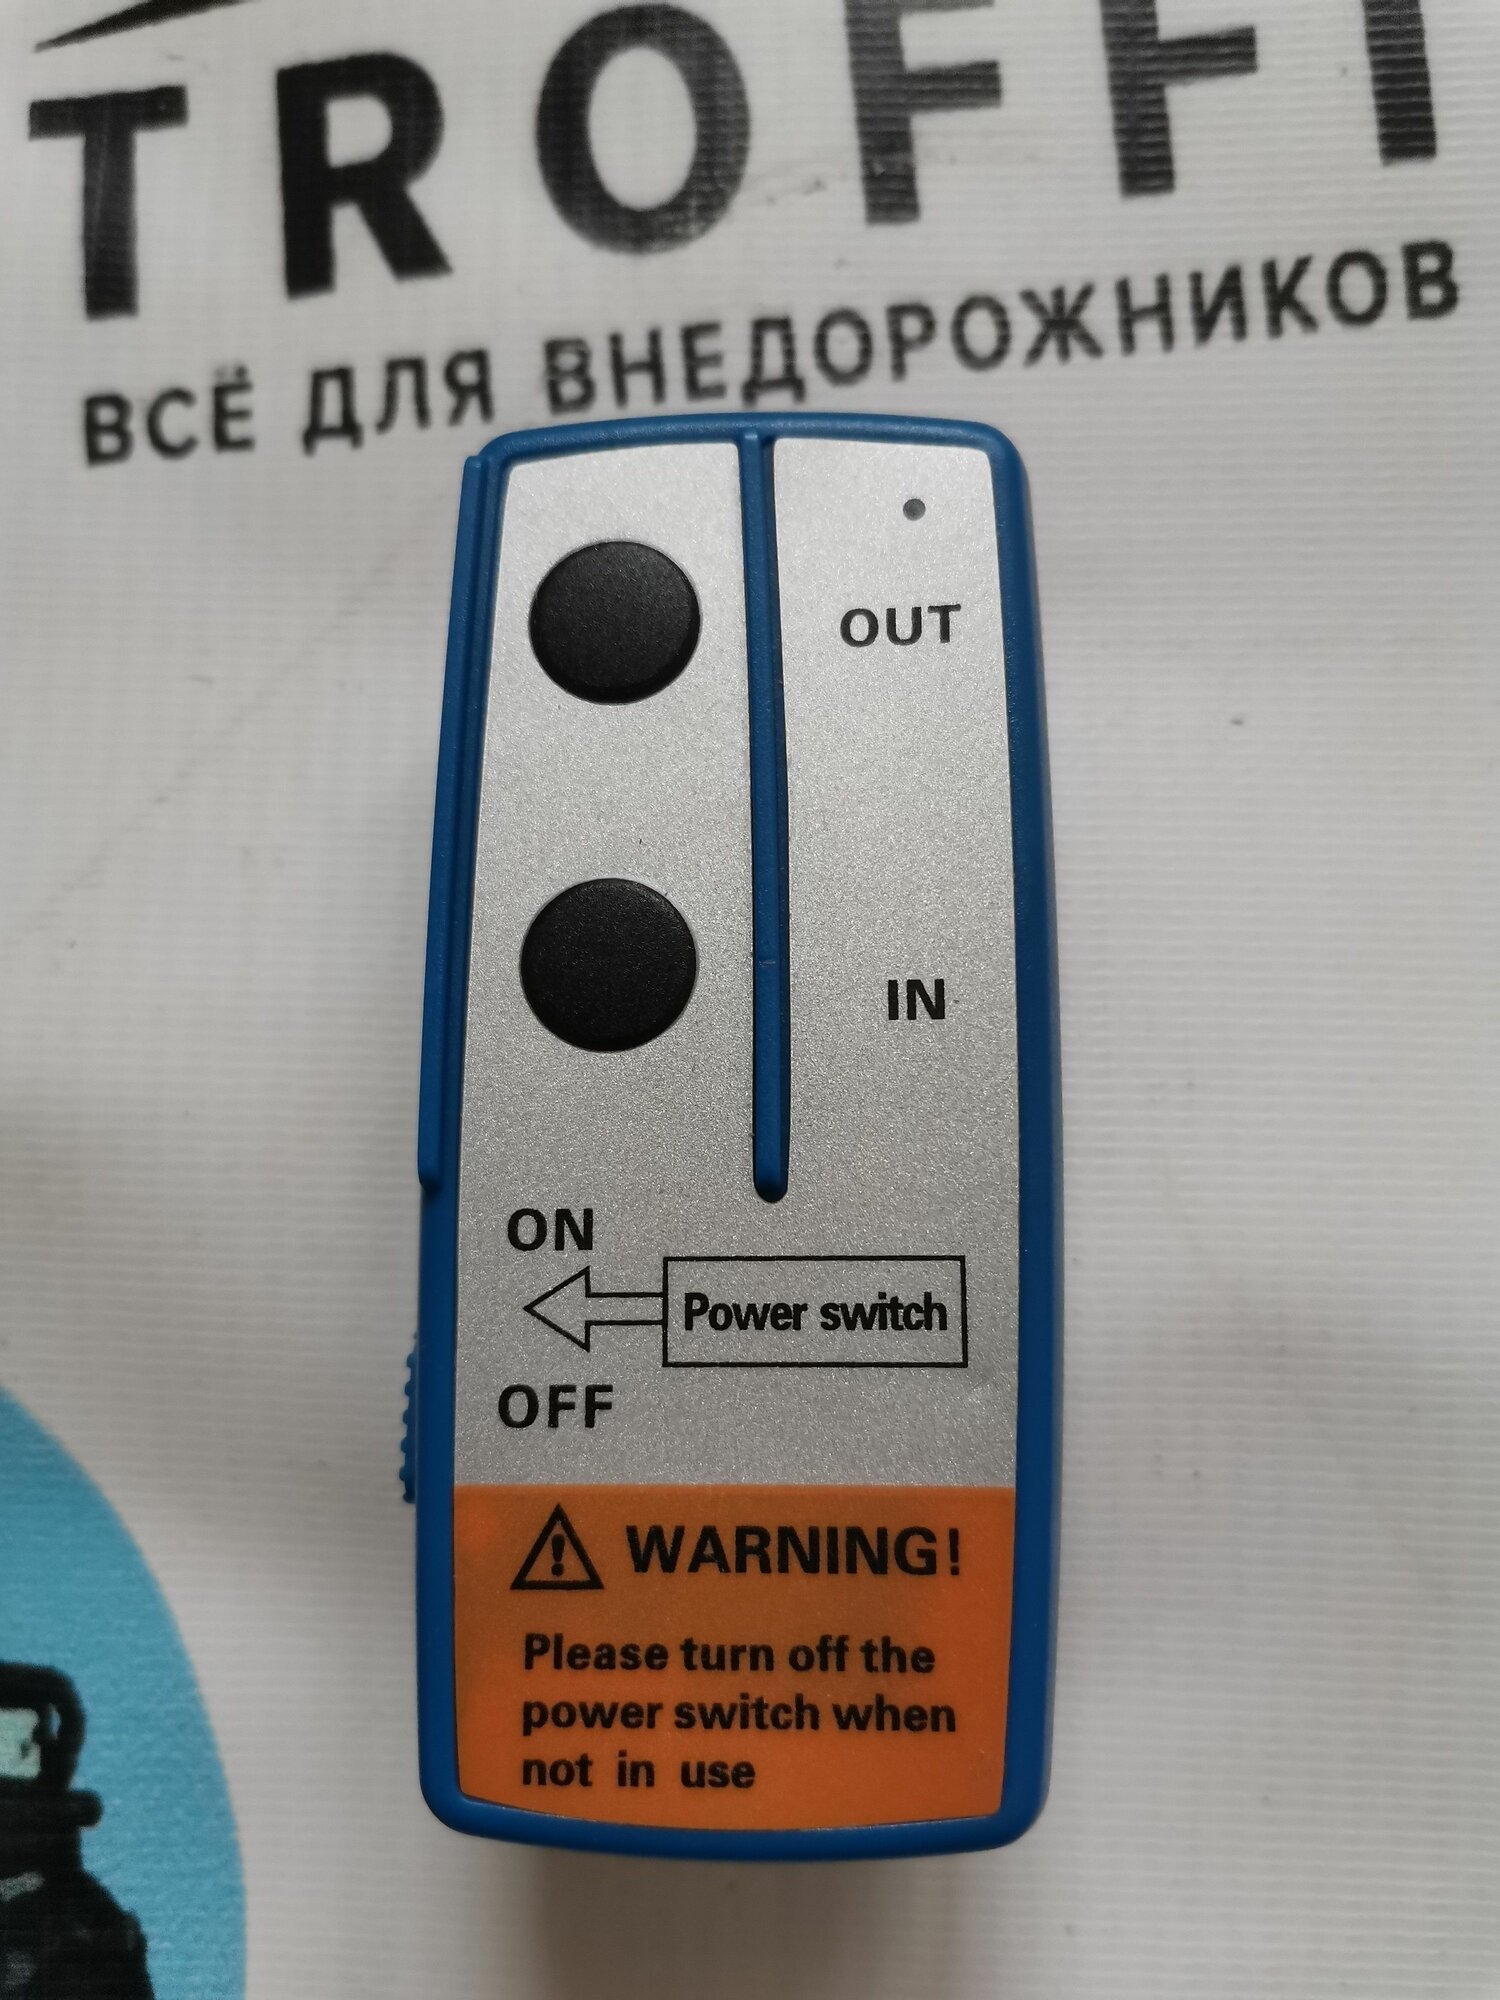 TROFFI
ВСЁ ДЛЯ ВНЕДОРОЖНИКОВ
OUT
IN
ON
Power switch
OFF
WARNING!
Please turn off the
power switch when
not in use